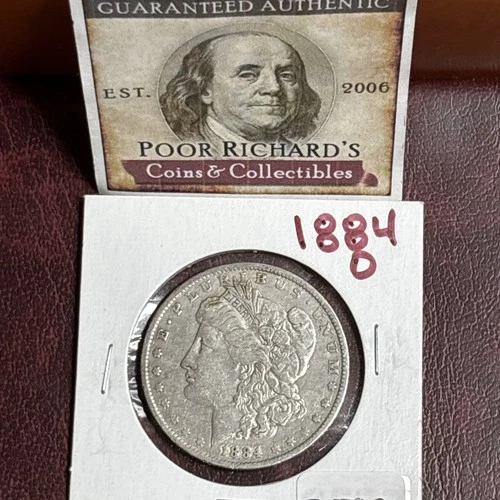 GUARANTEED AUTHENTIC
EST. 2006
POOR RICHARD'S
Coins & Collectibles
1884
O
E·PLURIBUS UNUM
1884